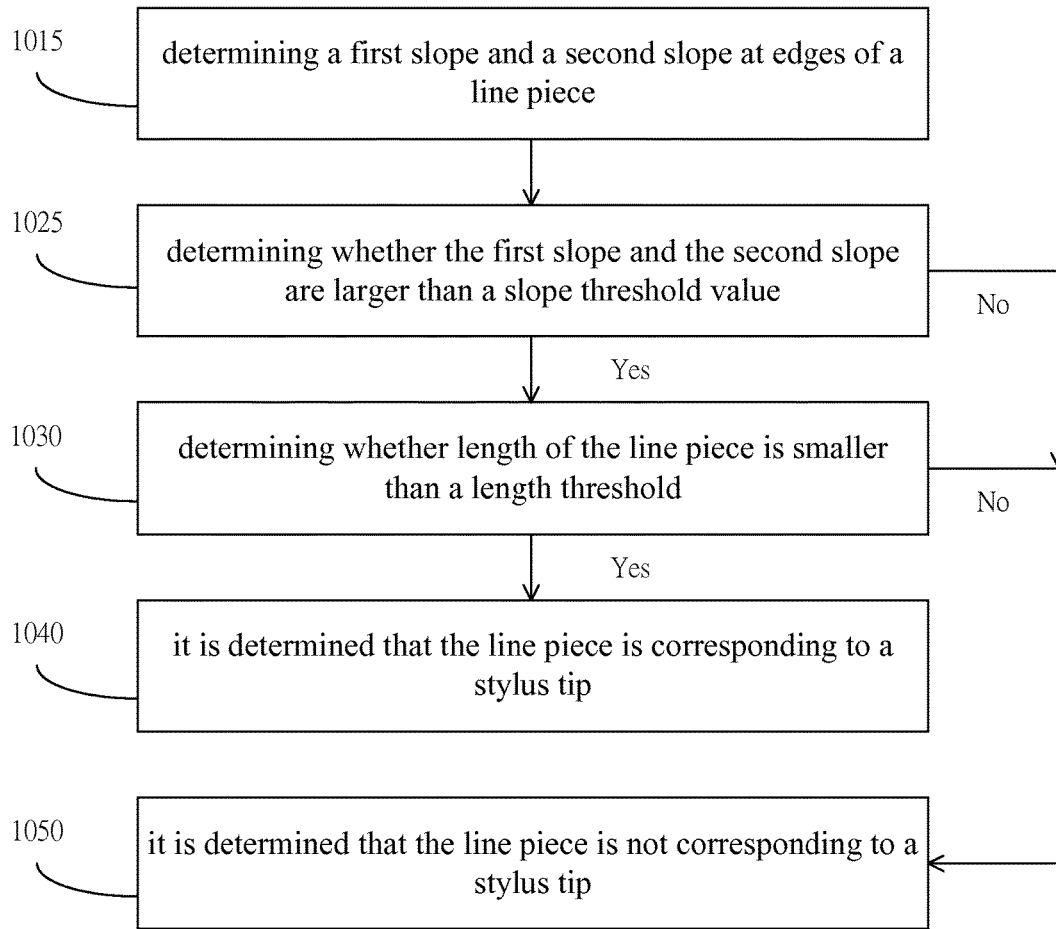 1015
determining a first slope and a second slope at edges of a
line piece
1025
determining whether the first slope and the second slope
are larger than a slope threshold value
No
Yes
1030
determining whether length of the line piece is smaller
than a length threshold
No
Yes
1040
it is determined that the line piece is corresponding to a
stylus tip
1050
it is determined that the line piece is not corresponding to a
stylus tip